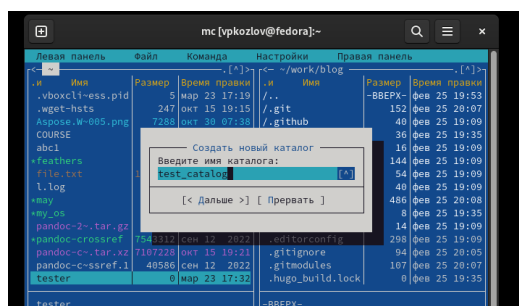 mc [vpkozlov@fedora]:~
Левая панель Файл Команда Настройки Правая панель
<- ~ .[^]> <- ~/work/blog .[^]>
.и Имя Размер Время правки .и Имя Размер Время правки
.vboxcli~ess.pid 5 мар 23 17:19 /.. -ВВЕРХ- фев 25 19:53
.wget-hsts 247 окт 15 19:15 /.git 152 фев 25 20:07
Aspose.W~005.png 7288 окт 30 07:38 /.github 40 фев 25 19:09
COURSE 36 фев 25 19:35
abc1 16 фев 25 19:09
*feathers 144 фев 25 19:09
file.txt 54 фев 25 19:09
l.log 40 фев 25 19:09
*may 486 фев 25 20:08
*my_os 8 фев 25 19:35
Создать новый каталог
Введите имя каталога:
test_catalog [^]
[< Дальше >] [ Прервать ]
pandoc-2~.tar.gz 14 фев 25 19:09
*pandoc-crossref 7543312 сен 12 2022 .editorconfig 298 фев 25 19:09
pandoc-c~.tar.xz 7107228 окт 15 19:21 .gitignore 94 фев 25 20:05
pandoc-c~ssref.1 40586 сен 12 2022 .gitmodules 107 фев 25 20:07
tester 0 мар 23 17:32 .hugo_build.lock 0 фев 25 19:35
tester -ВВЕРХ-